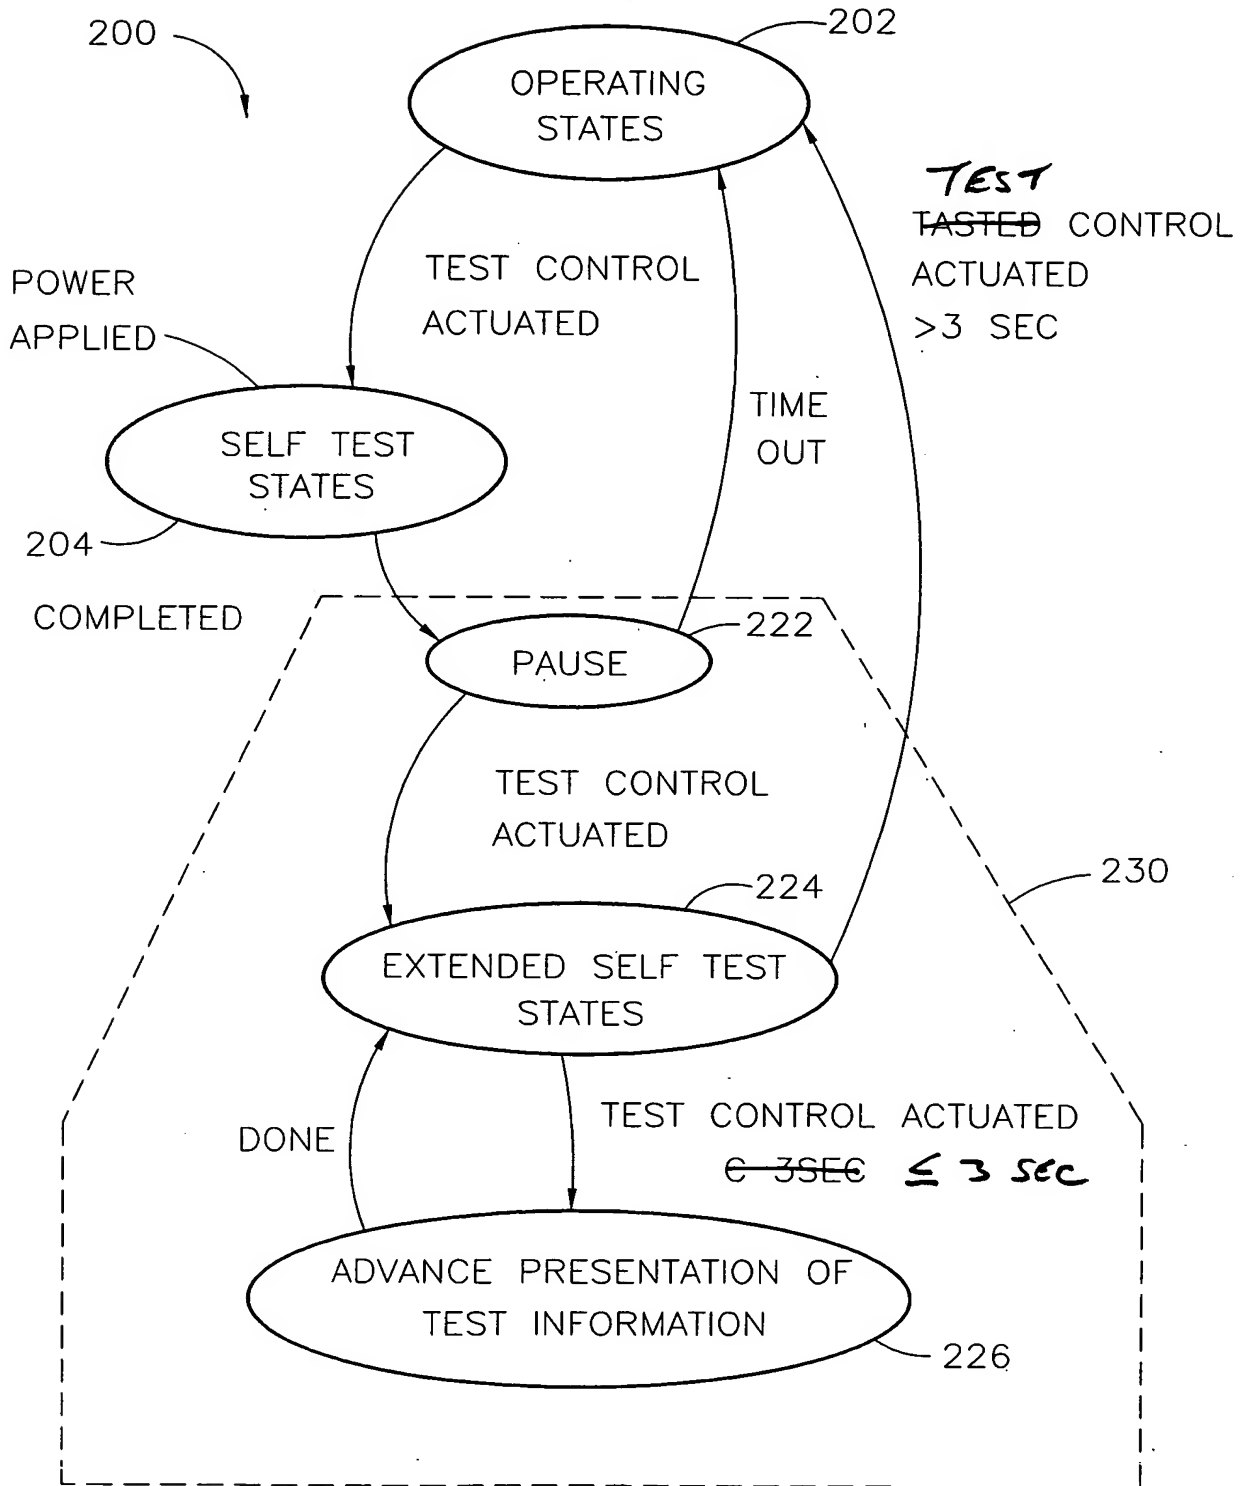 200
202
OPERATING
STATES
TEST
TASTED CONTROL
ACTUATED
>3 SEC
TEST CONTROL
ACTUATED
POWER
APPLIED
TIME
OUT
SELF TEST
STATES
204
COMPLETED
222
PAUSE
TEST CONTROL
ACTUATED
230
224
EXTENDED SELF TEST
STATES
TEST CONTROL ACTUATED
C 3SEC ≤ 3 SEC
DONE
ADVANCE PRESENTATION OF
TEST INFORMATION
226